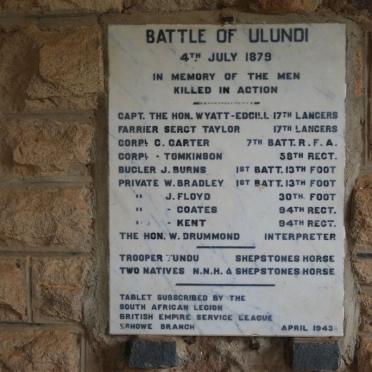 BATTLE OF ULUNDI
4TH JULY 1879
IN MEMORY OF THE MEN
KILLED IN ACTION
CAPT. THE HON. WYATT-EDGILL 17TH LANCERS
FARRIER SERGT TAYLOR 17TH LANCERS
CORPL C. CARTER 7TH BATT. R. F. A.
CORPL - TOMKINSON 58TH REGT.
BUGLER J. BURNS 1ST BATT. 13TH FOOT
PRIVATE W. BRADLEY 1ST BATT. 13TH FOOT
" J. FLOYD 30TH. FOOT
" - COATES 94TH REGT.
" - KENT 94TH REGT.
THE HON. W. DRUMMOND INTERPRETER
TROOPER TUNDU SHEPSTONES HORSE
TWO NATIVES N.N.H. & SHEPSTONES HORSE
TABLET SUBSCRIBED BY THE
SOUTH AFRICAN LEGION
BRITISH EMPIRE SERVICE LEAGUE
ESHOWE BRANCH APRIL 1943